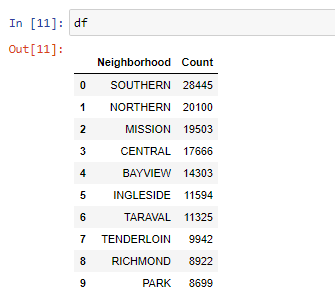 In [11]: df
Out[11]:
Neighborhood Count
0 SOUTHERN 28445
1 NORTHERN 20100
2 MISSION 19503
3 CENTRAL 17666
4 BAYVIEW 14303
5 INGLESIDE 11594
6 TARAVAL 11325
7 TENDERLOIN 9942
8 RICHMOND 8922
9 PARK 8699